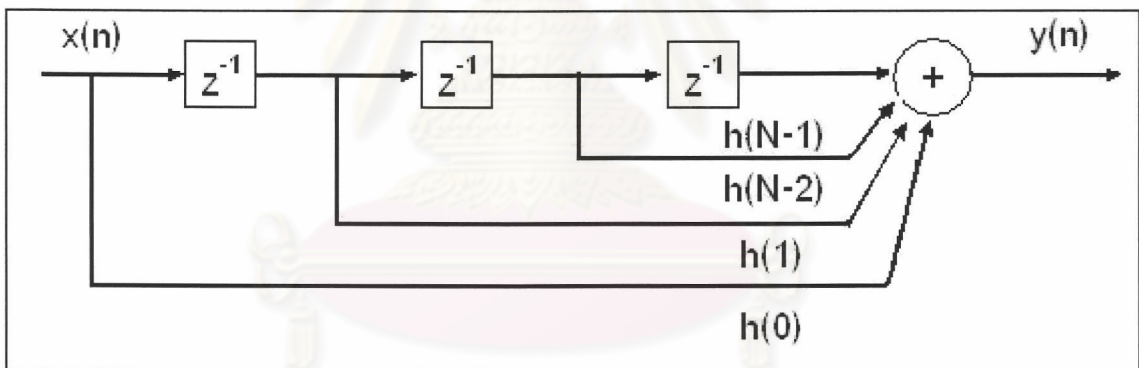 x(n)
y(n)
z⁻¹
z⁻¹
z⁻¹
+
h(N-1)
h(N-2)
h(1)
h(0)